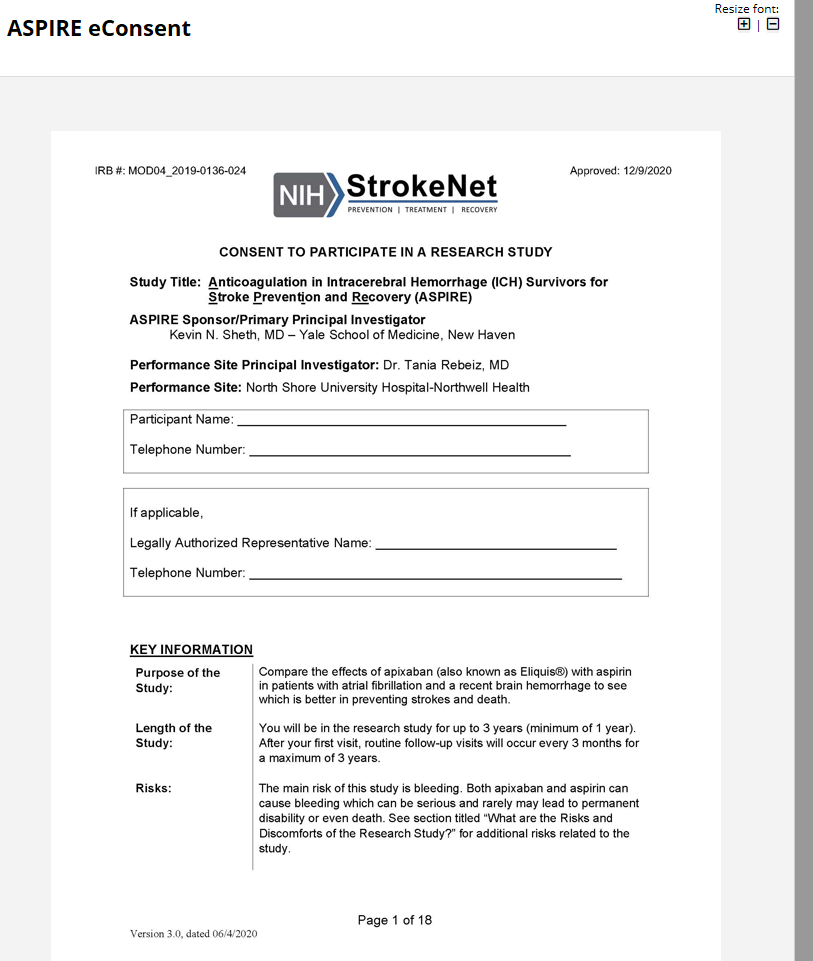 Resize font:
ASPIRE eConsent
+ | -
IRB #: MOD04_2019-0136-024
Approved: 12/9/2020
NIH StrokeNet
PREVENTION | TREATMENT | RECOVERY
CONSENT TO PARTICIPATE IN A RESEARCH STUDY
Study Title: Anticoagulation in Intracerebral Hemorrhage (ICH) Survivors for
Stroke Prevention and Recovery (ASPIRE)
ASPIRE Sponsor/Primary Principal Investigator
Kevin N. Sheth, MD – Yale School of Medicine, New Haven
Performance Site Principal Investigator: Dr. Tania Rebeiz, MD
Performance Site: North Shore University Hospital-Northwell Health
Participant Name:
Telephone Number:
If applicable,
Legally Authorized Representative Name:
Telephone Number:
KEY INFORMATION
Purpose of the
Study:
Compare the effects of apixaban (also known as Eliquis®) with aspirin
in patients with atrial fibrillation and a recent brain hemorrhage to see
which is better in preventing strokes and death.
Length of the
Study:
You will be in the research study for up to 3 years (minimum of 1 year).
After your first visit, routine follow-up visits will occur every 3 months for
a maximum of 3 years.
Risks:
The main risk of this study is bleeding. Both apixaban and aspirin can
cause bleeding which can be serious and rarely may lead to permanent
disability or even death. See section titled “What are the Risks and
Discomforts of the Research Study?” for additional risks related to the
study.
Page 1 of 18
Version 3.0, dated 06/4/2020